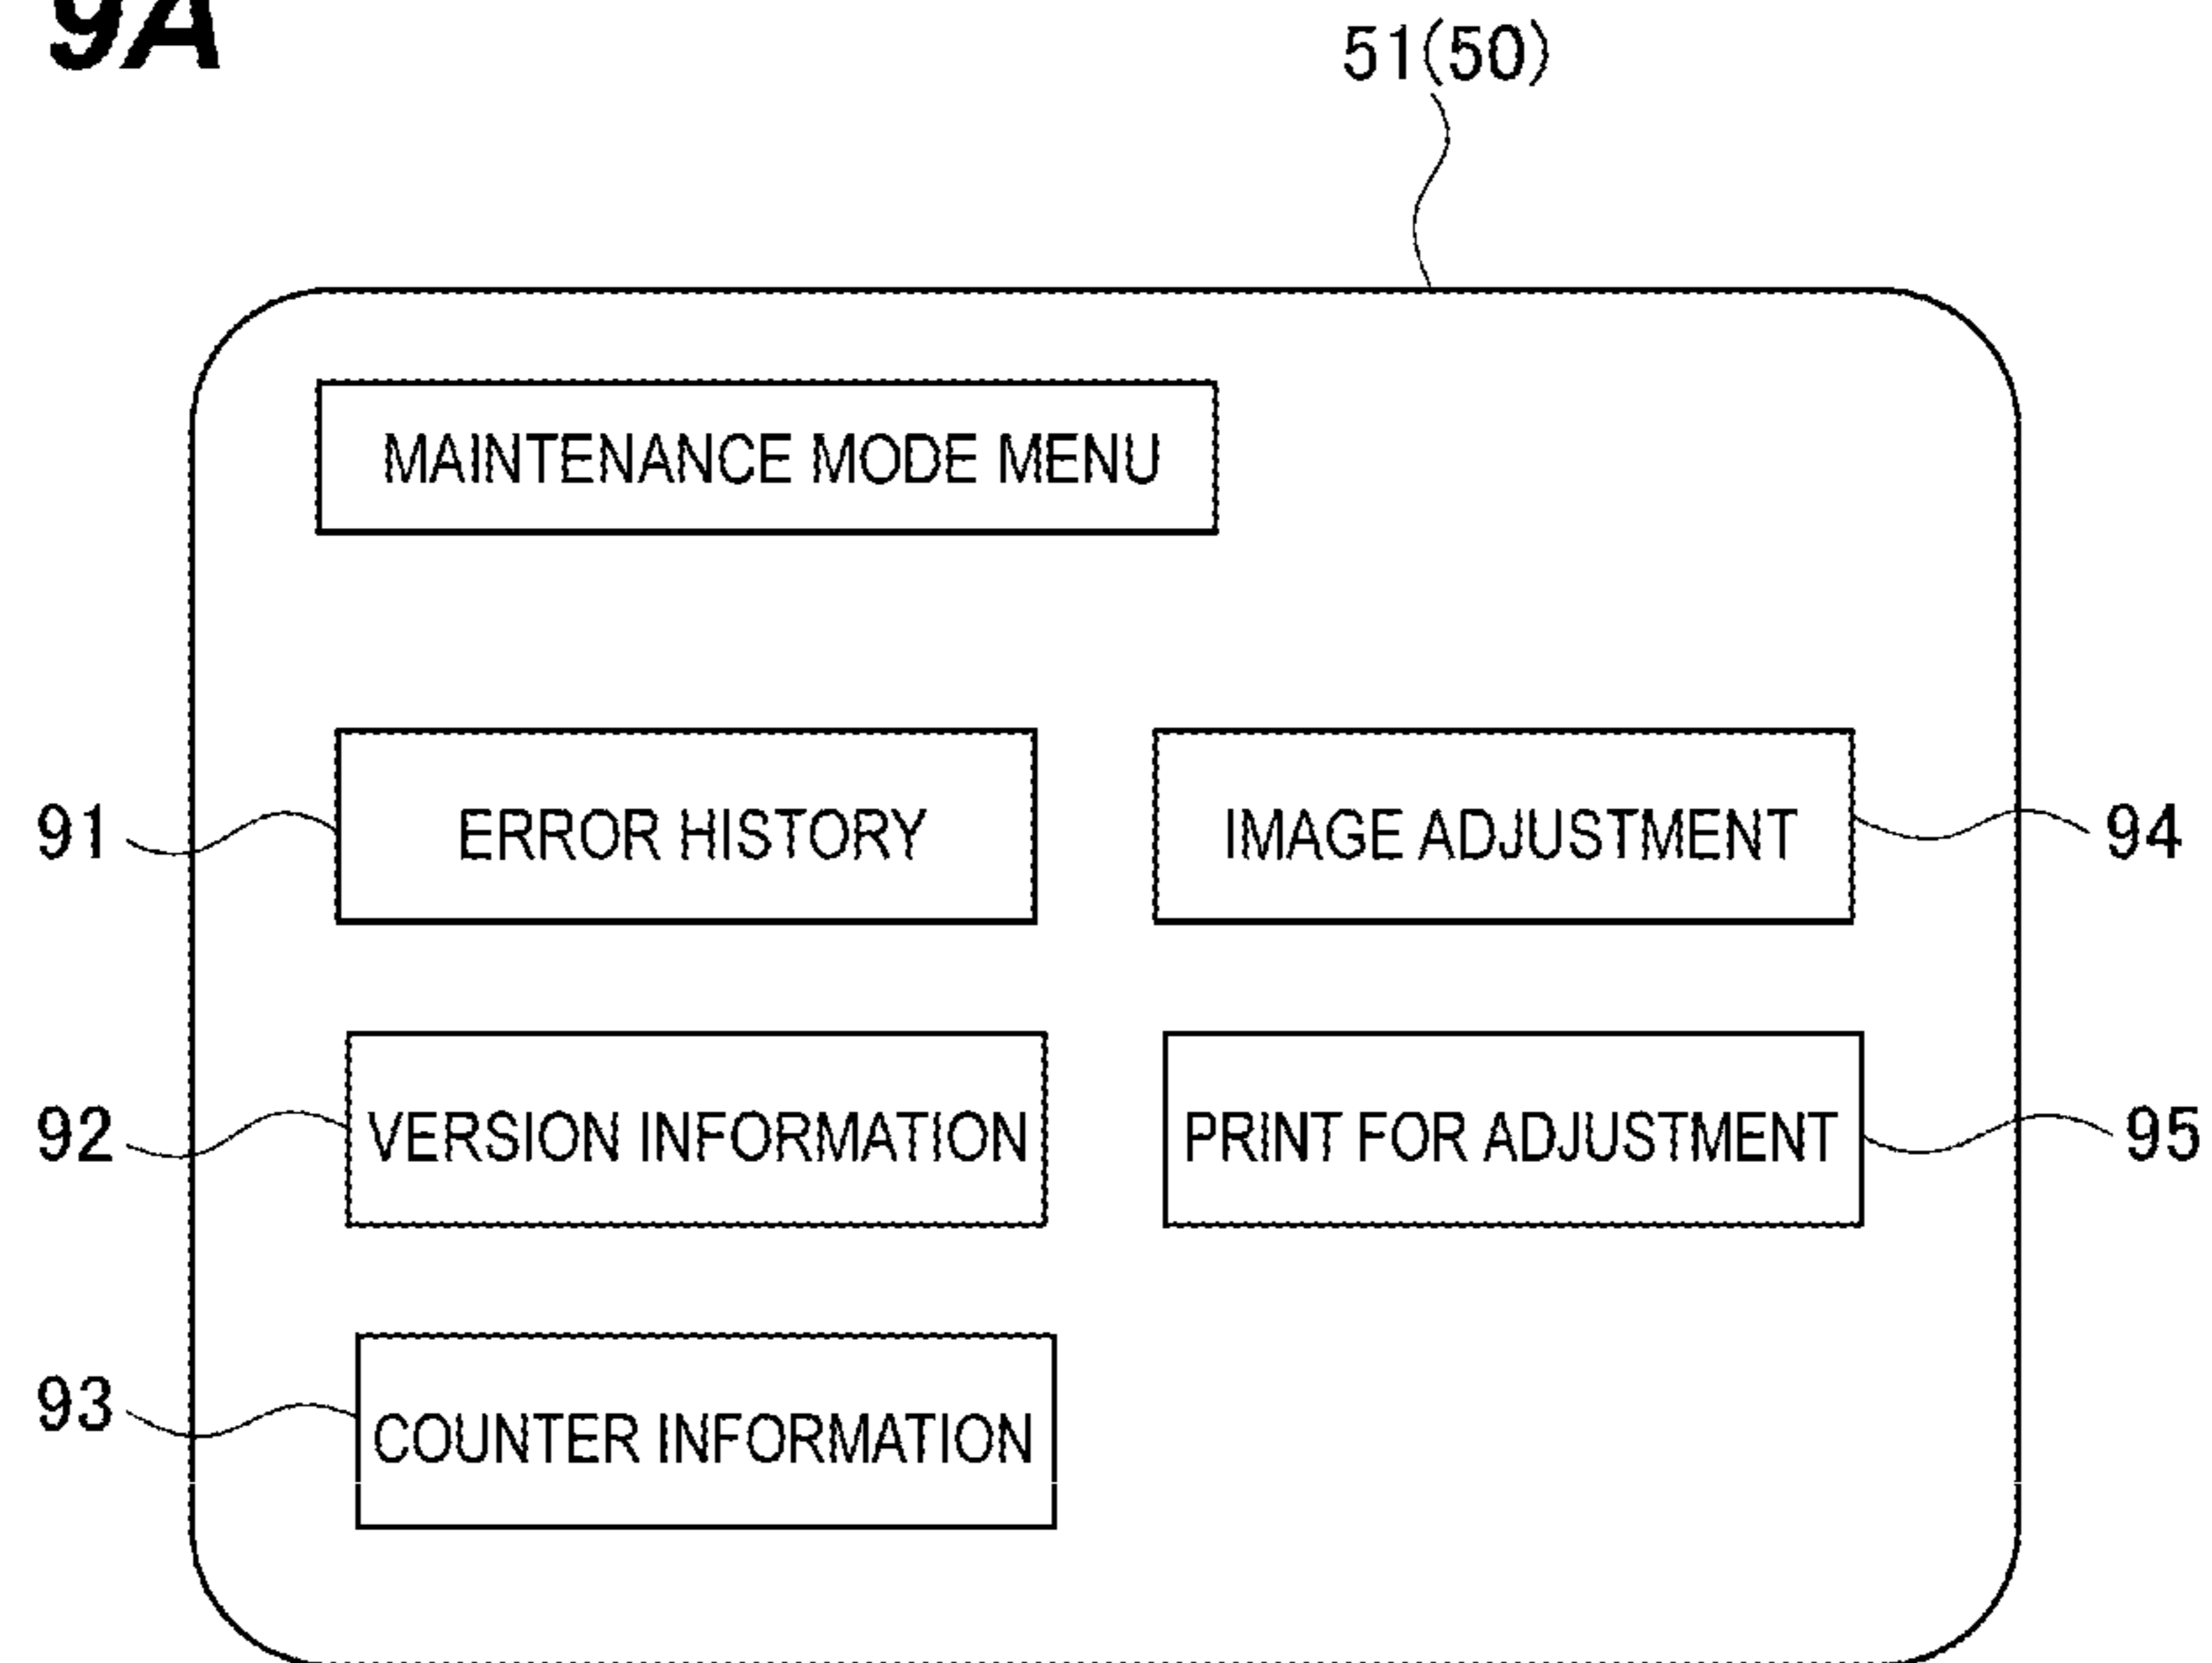 9A
51(50)
MAINTENANCE MODE MENU
91 ERROR HISTORY IMAGE ADJUSTMENT 94
92 VERSION INFORMATION PRINT FOR ADJUSTMENT 95
93 COUNTER INFORMATION